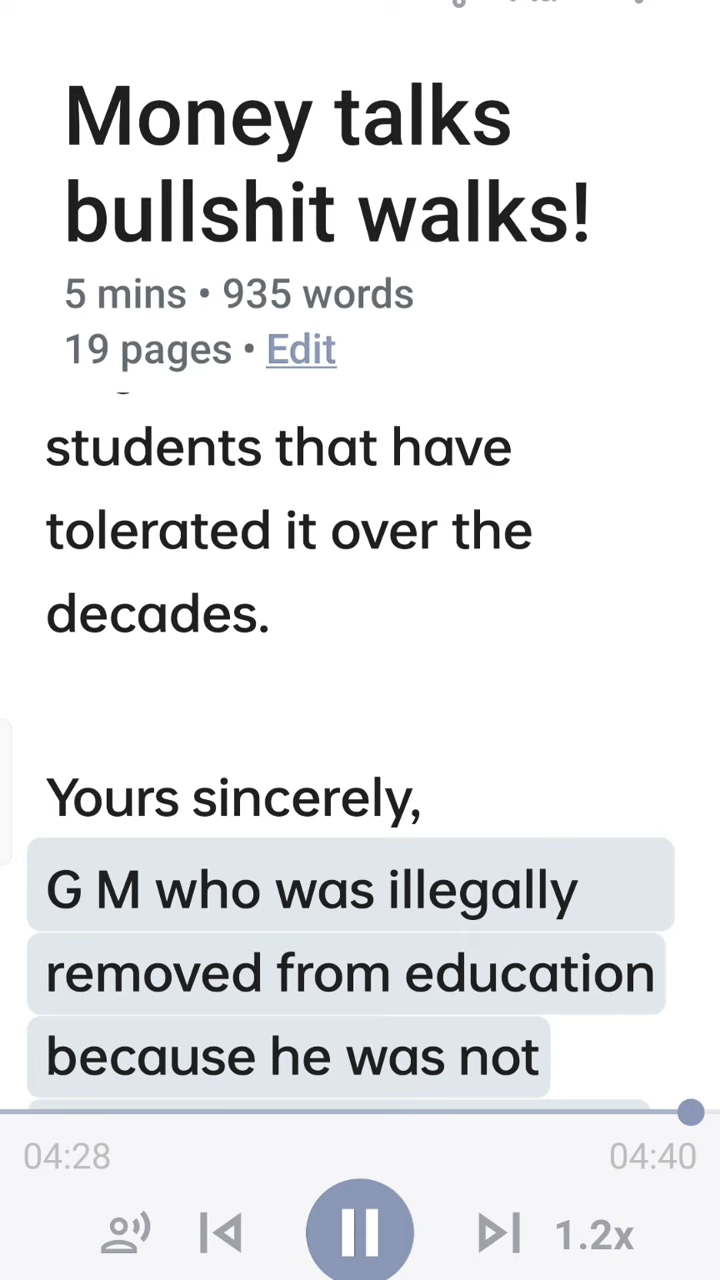 Money talks
bullshit walks!
5 mins • 935 words
19 pages • Edit
students that have
tolerated it over the
decades.
Yours sincerely,
G M who was illegally
removed from education
because he was not
04:28
04:40
1.2x